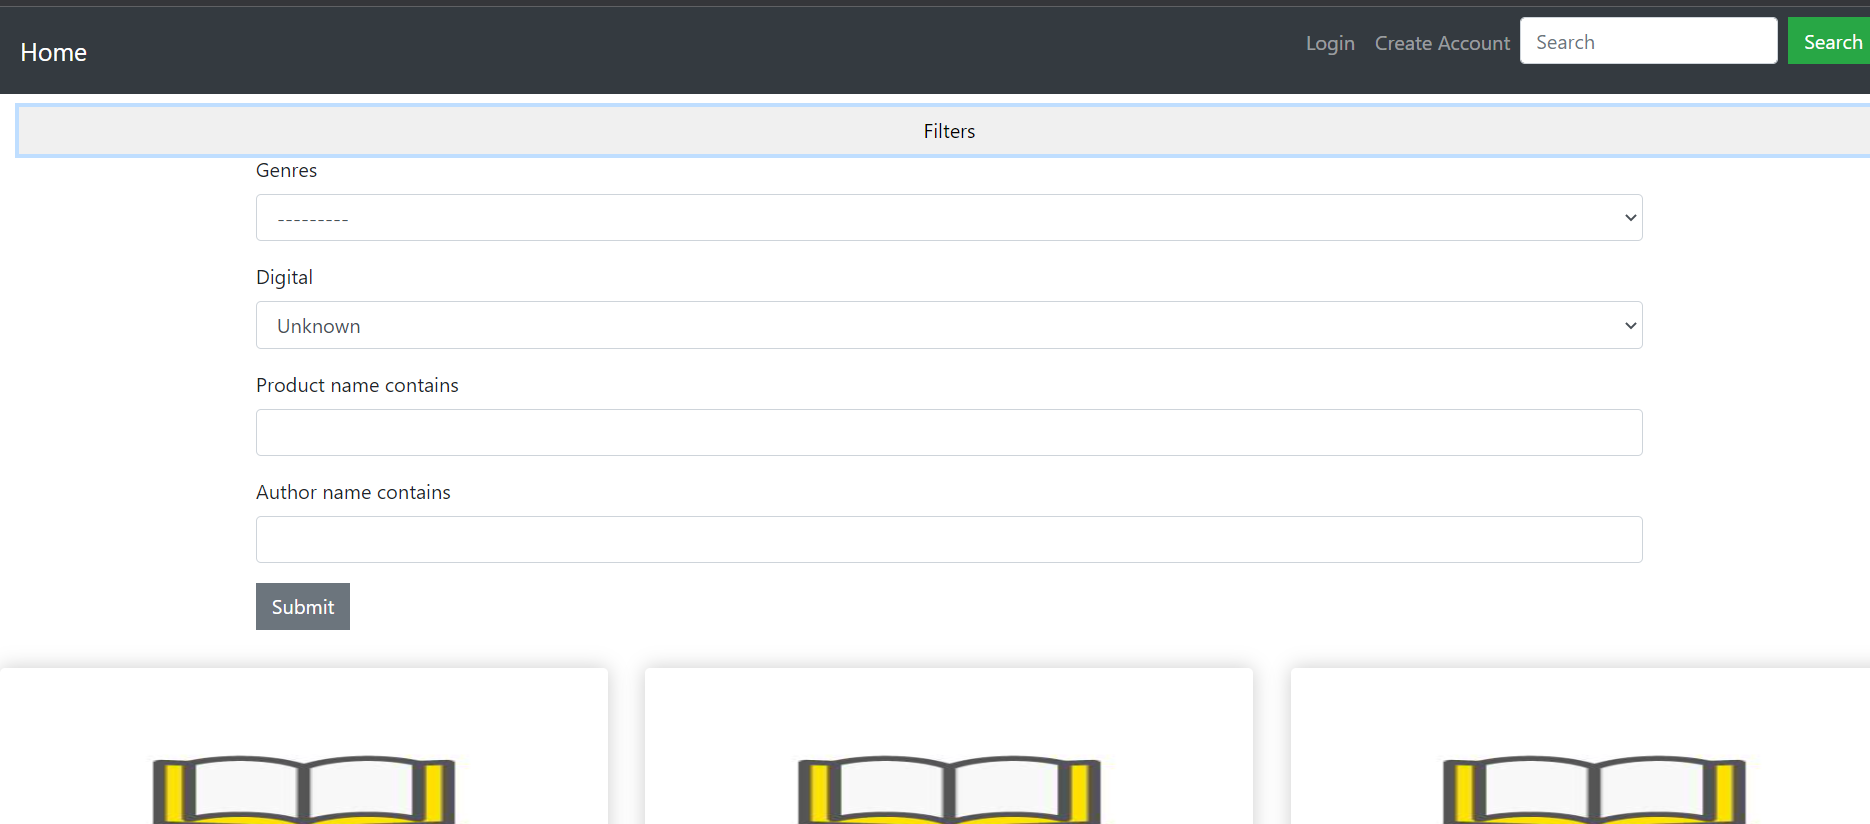 Home
Login Create Account Search Search
Filters
Genres
---------
Digital
Unknown
Product name contains
Author name contains
Submit